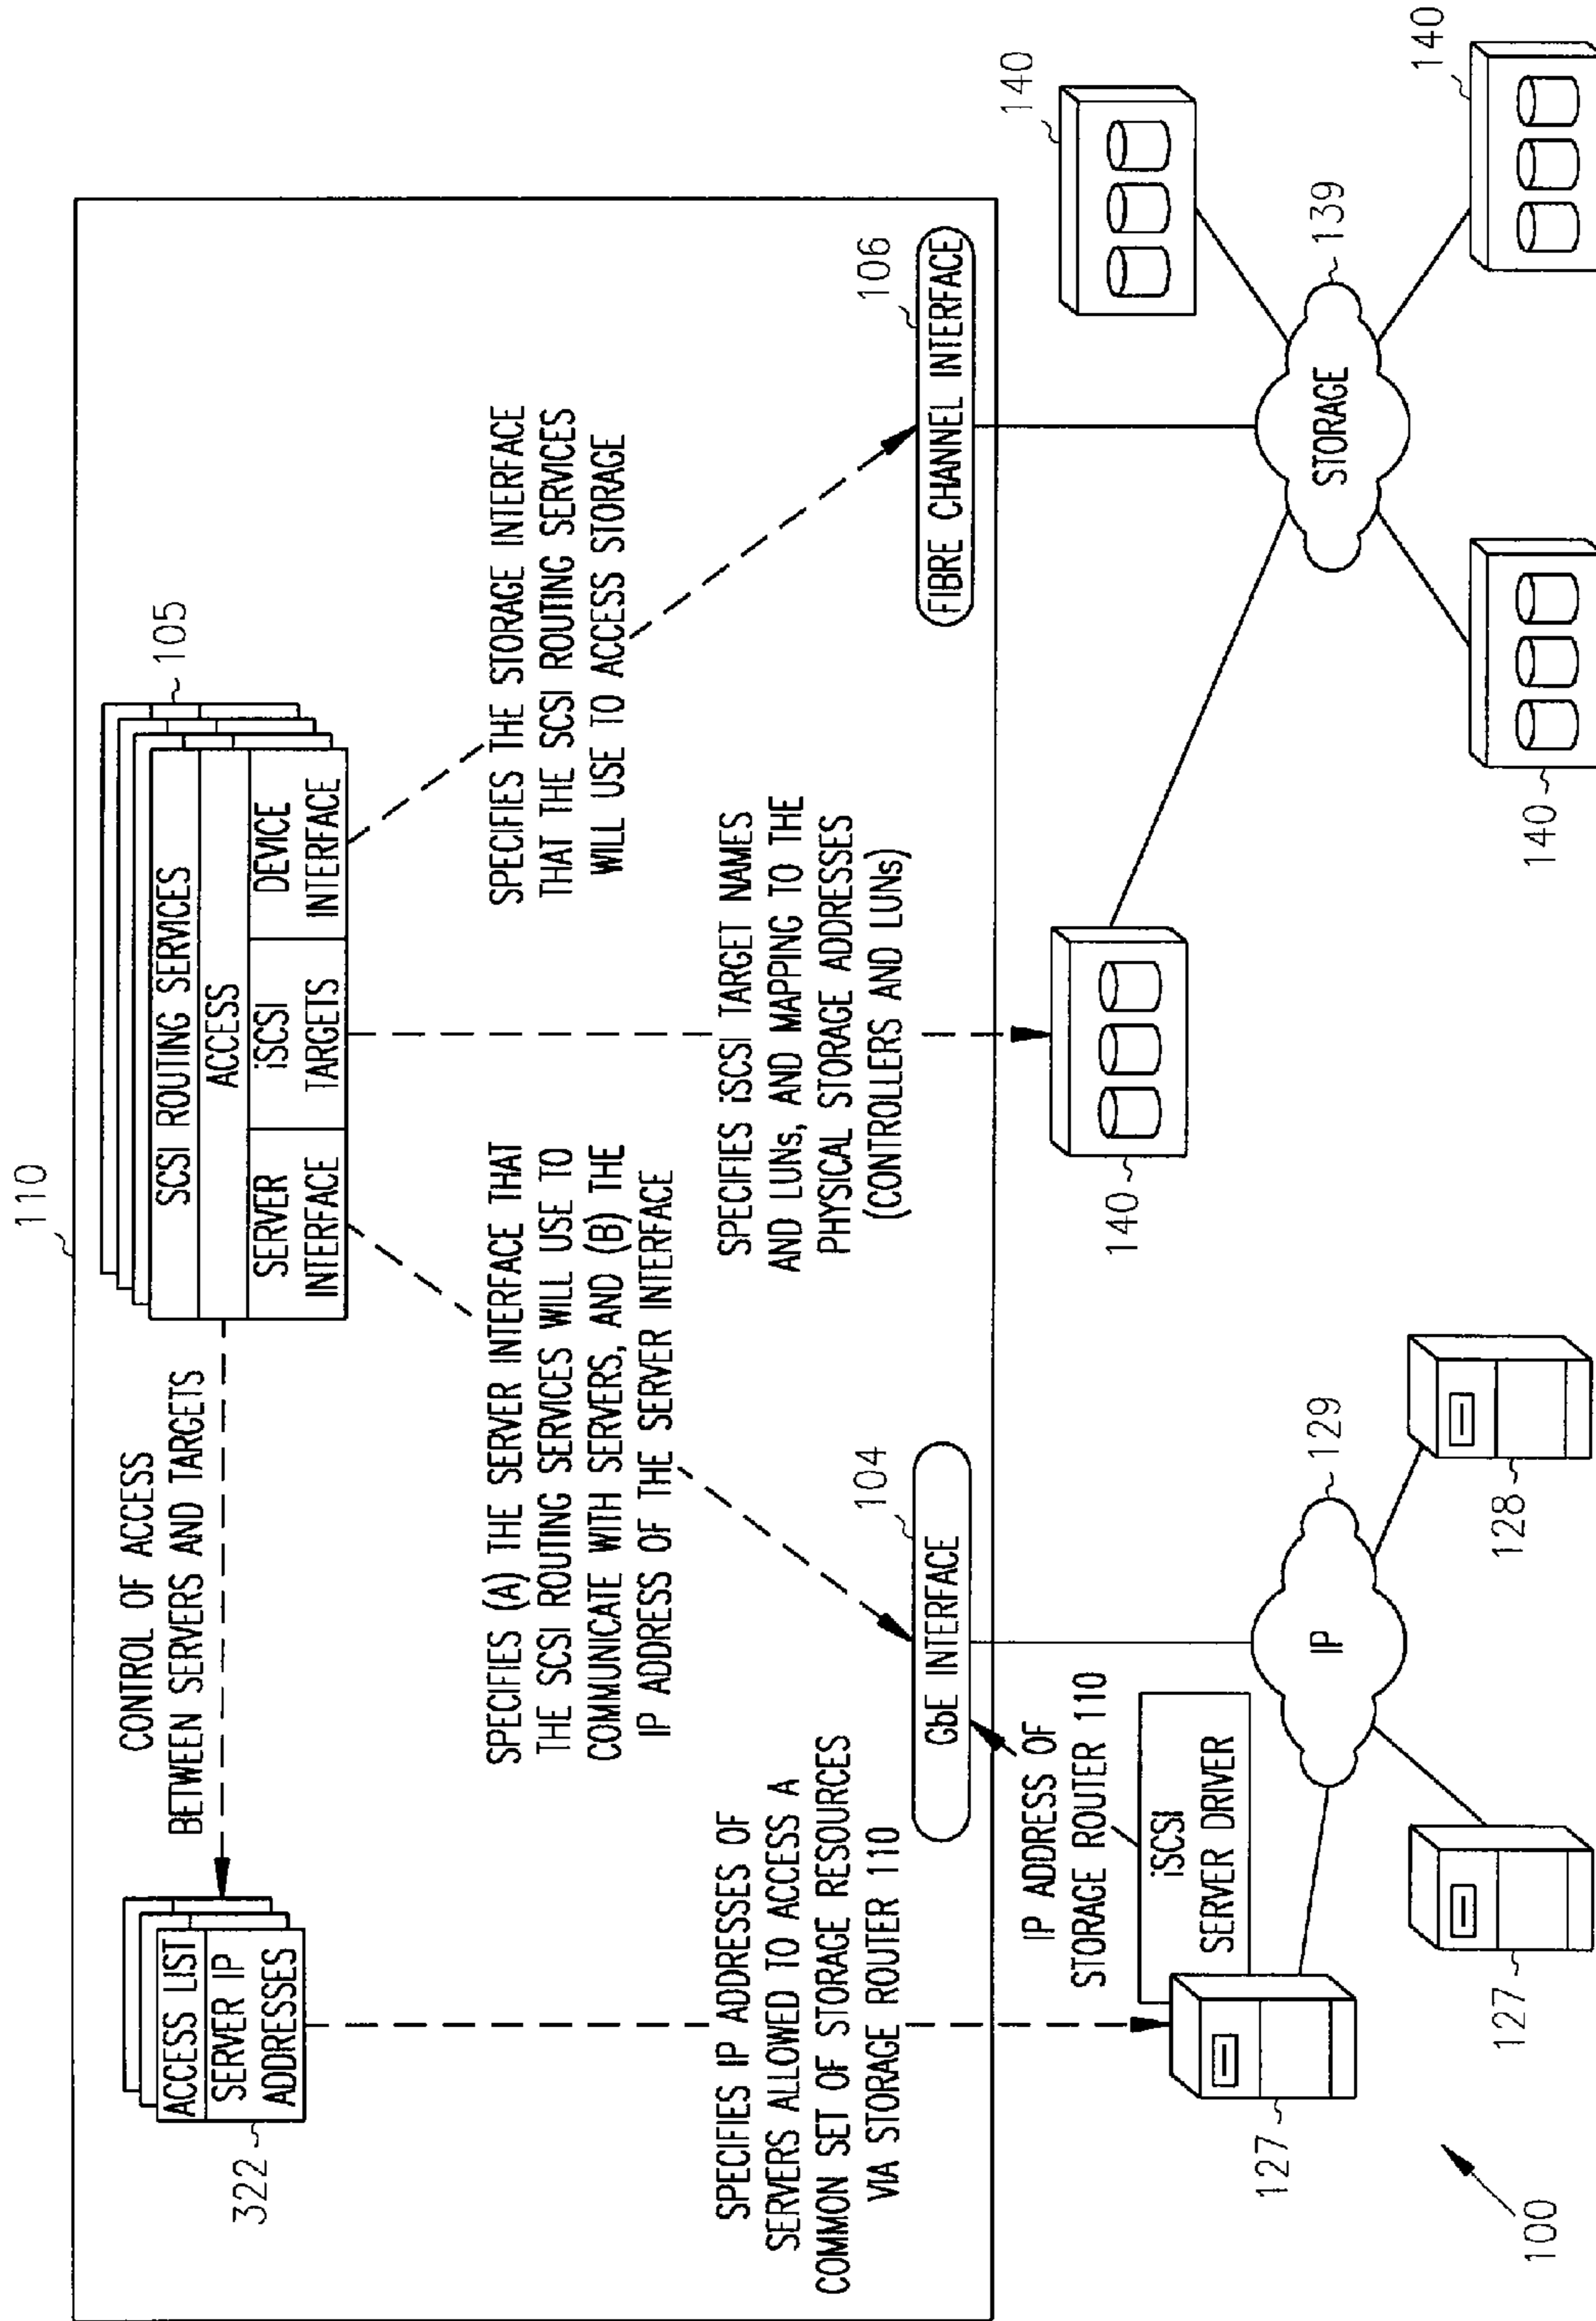 110
CONTROL OF ACCESS
BETWEEN SERVERS AND TARGETS
105
SCSI ROUTING SERVICES
ACCESS
SERVER
INTERFACE
iSCSI
TARGETS
DEVICE
INTERFACE
ACCESS LIST
SERVER IP
ADDRESSES
322
SPECIFIES (A) THE SERVER INTERFACE THAT
THE SCSI ROUTING SERVICES WILL USE TO
COMMUNICATE WITH SERVERS, AND (B) THE
IP ADDRESS OF THE SERVER INTERFACE
SPECIFIES THE STORAGE INTERFACE
THAT THE SCSI ROUTING SERVICES
WILL USE TO ACCESS STORAGE
SPECIFIES IP ADDRESSES OF
SERVERS ALLOWED TO ACCESS A
COMMON SET OF STORAGE RESOURCES
VIA STORAGE ROUTER 110
SPECIFIES iSCSI TARGET NAMES
AND LUNs, AND MAPPING TO THE
PHYSICAL STORAGE ADDRESSES
(CONTROLLERS AND LUNs)
104
GbE INTERFACE
106
FIBRE CHANNEL INTERFACE
IP ADDRESS OF
STORAGE ROUTER 110
iSCSI
SERVER DRIVER
127
IP
129
127
128
140
140
STORAGE
139
140
140
100